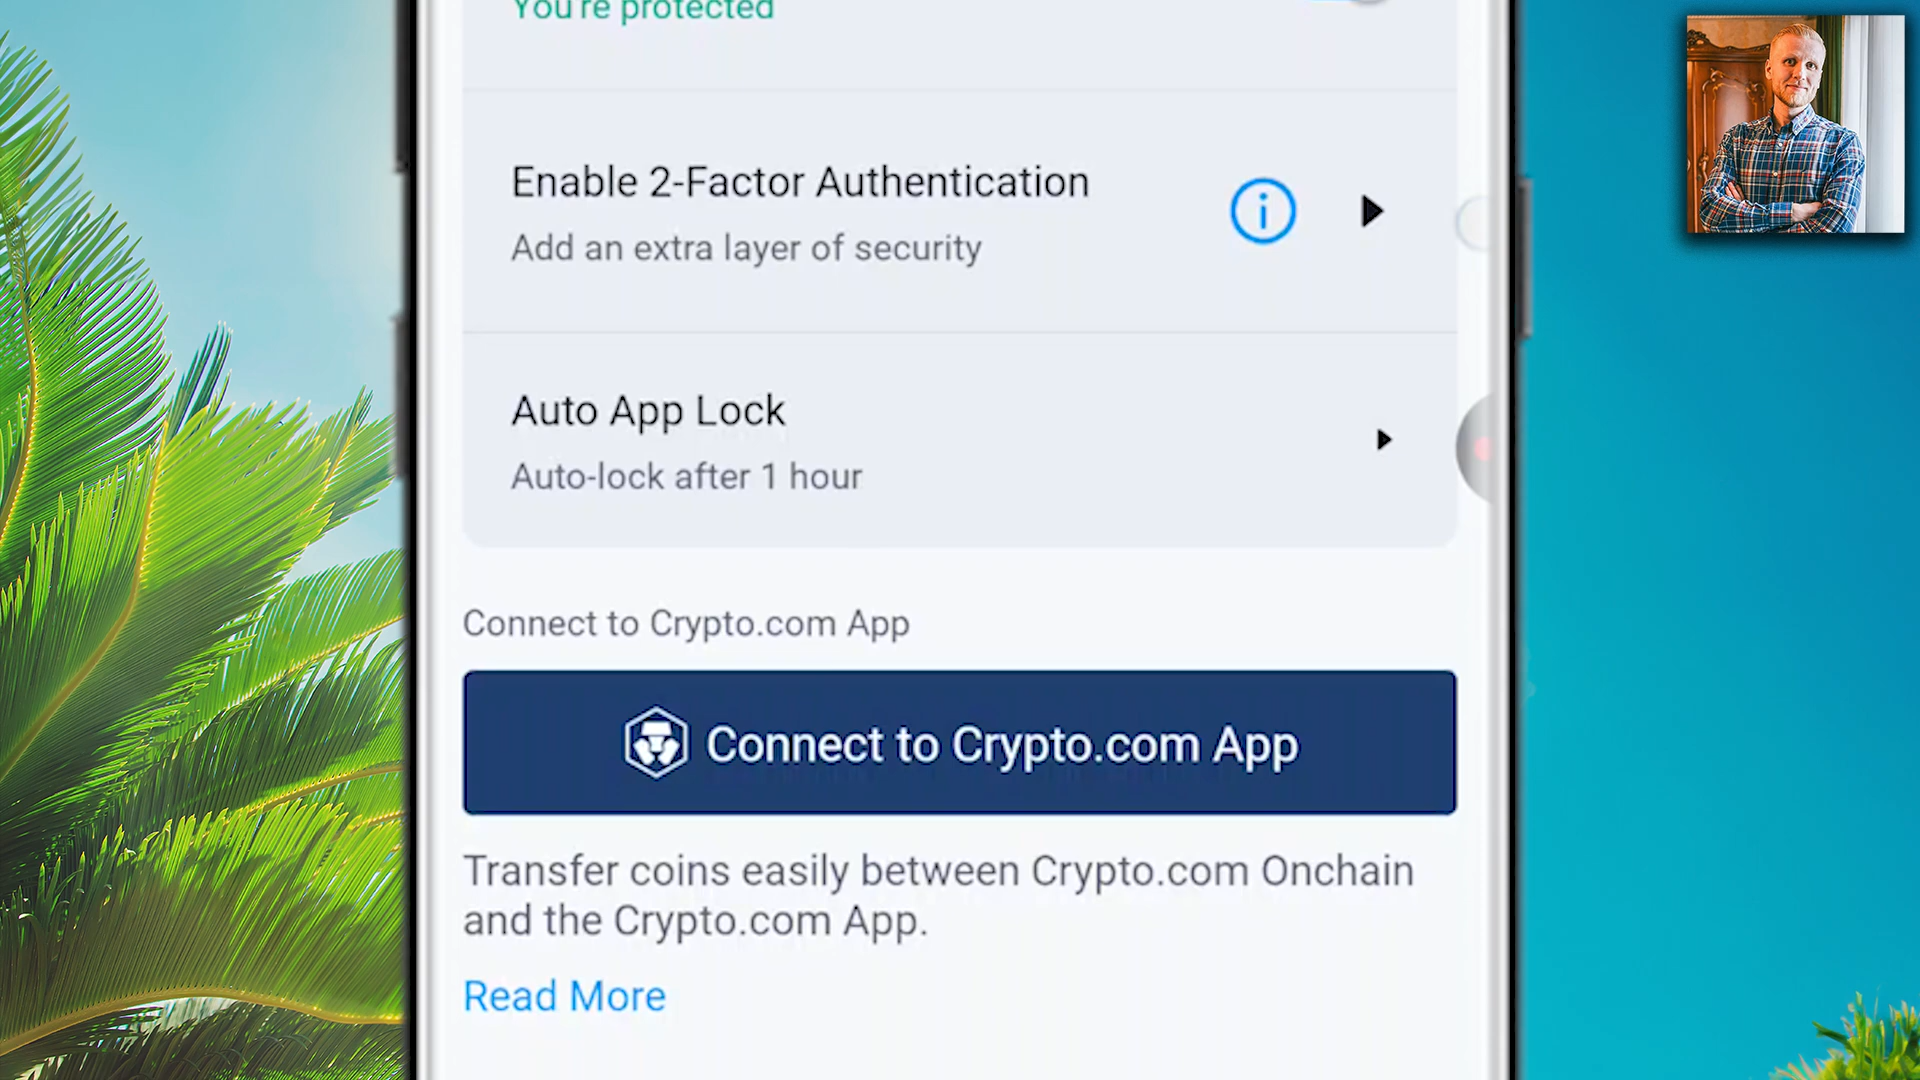 You're protected
Enable 2-Factor Authentication
Add an extra layer of security
Auto App Lock
Auto-lock after 1 hour
Connect to Crypto.com App
Connect to Crypto.com App
Transfer coins easily between Crypto.com Onchain
and the Crypto.com App.
Read More